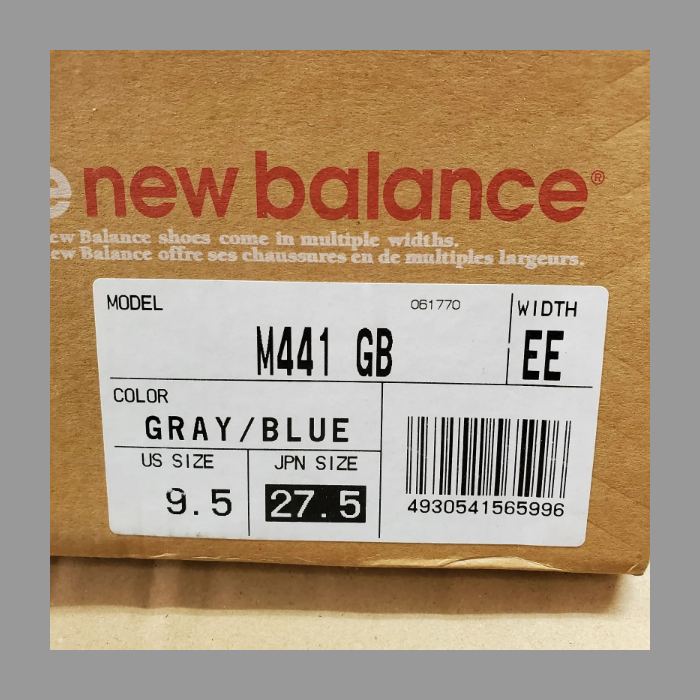 e new balance®
ew Balance shoes come in multiple widths.
ew Balance offre ses chaussures en de multiples largeurs.
MODEL 061770 WIDTH
M441 GB EE
COLOR
GRAY/BLUE
US SIZE JPN SIZE
9.5 27.5
4930541565996